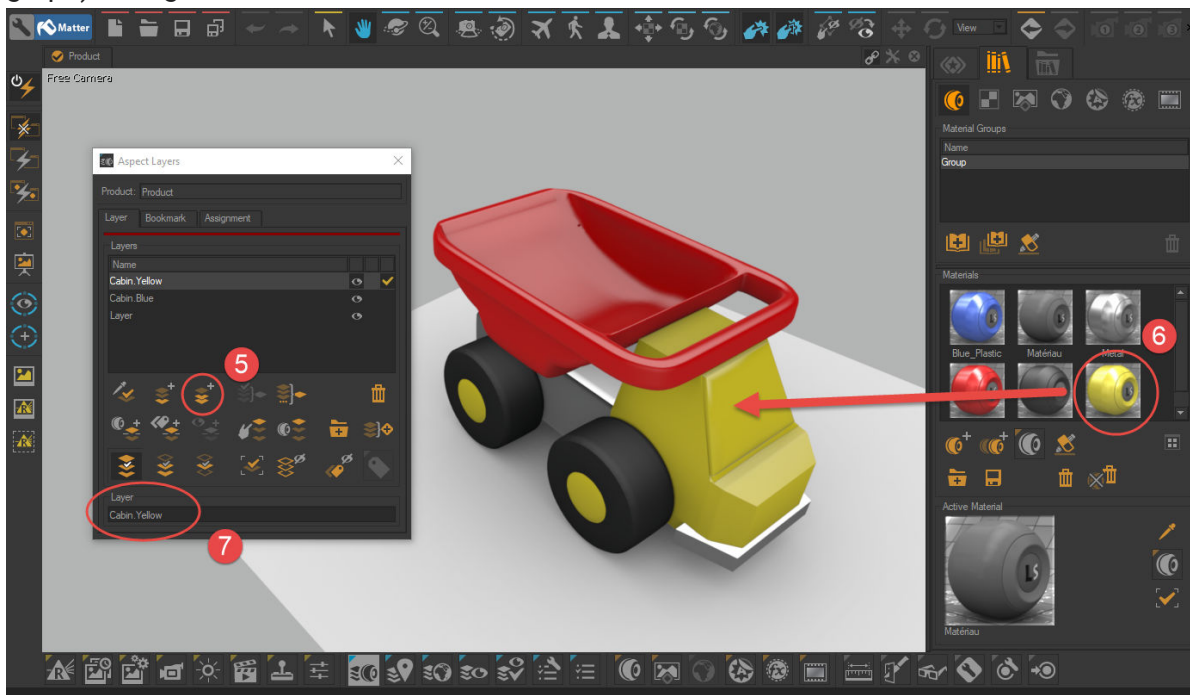 Matter
View
Product
Free Camera
Aspect Layers
Product: Product
Layer Bookmark Assignment
Layers
Name
Cabin.Yellow
Cabin.Blue
Layer
5
Layer
Cabin.Yellow
7
Material Groups
Name
Group
Materials
Blue_Plastic Matériau Metal
6
Active Material
LS
Matériau